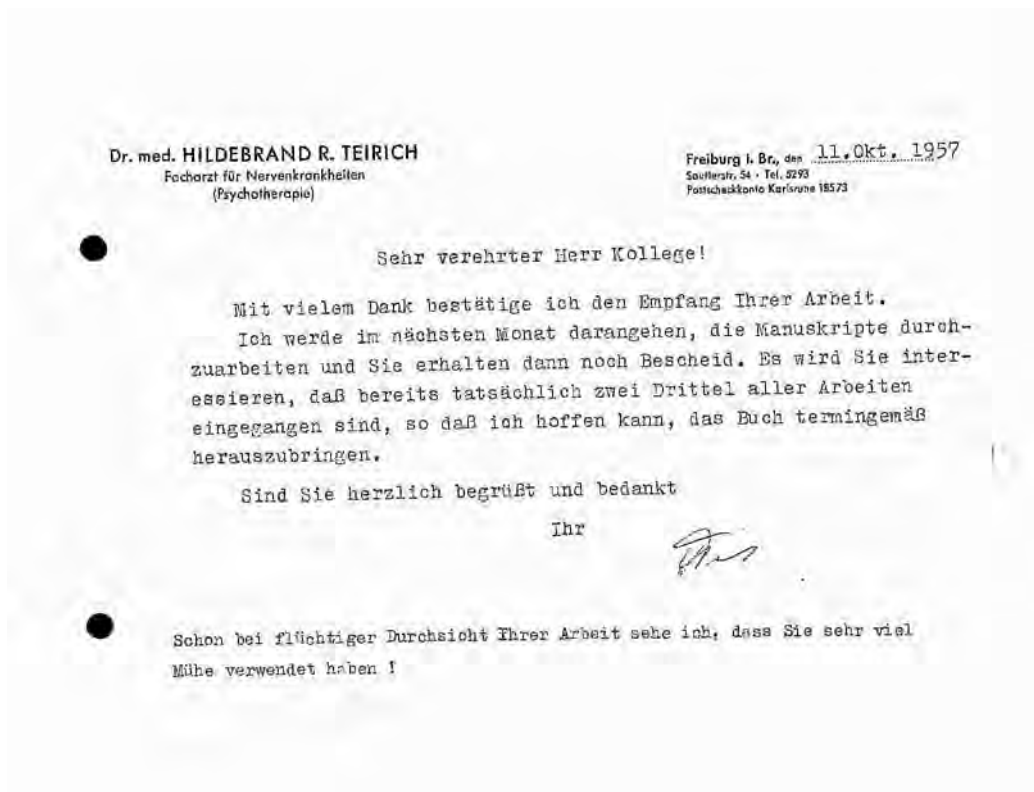 Dr. med. HILDEBRAND R. TEIRICH
Facharzt für Nervenkrankheiten
(Psychotherapie)
Freiburg i. Br., den 11.Okt. 1957
Sautierstr. 54 · Tel. 5293
Postscheckkonto Karlsruhe 18573
Sehr verehrter Herr Kollege!
Mit vielem Dank bestätige ich den Empfang Ihrer Arbeit.
Ich werde im nächsten Monat darangehen, die Manuskripte durch-
zuarbeiten und Sie erhalten dann noch Bescheid. Es wird Sie inter-
essieren, daß bereits tatsächlich zwei Drittel aller Arbeiten
eingegangen sind, so daß ich hoffen kann, das Buch termingemäß
herauszubringen.
Sind Sie herzlich begrüßt und bedankt
Ihr
Schon bei flüchtiger Durchsicht Ihrer Arbeit sehe ich, dass Sie sehr viel
Mühe verwendet haben !